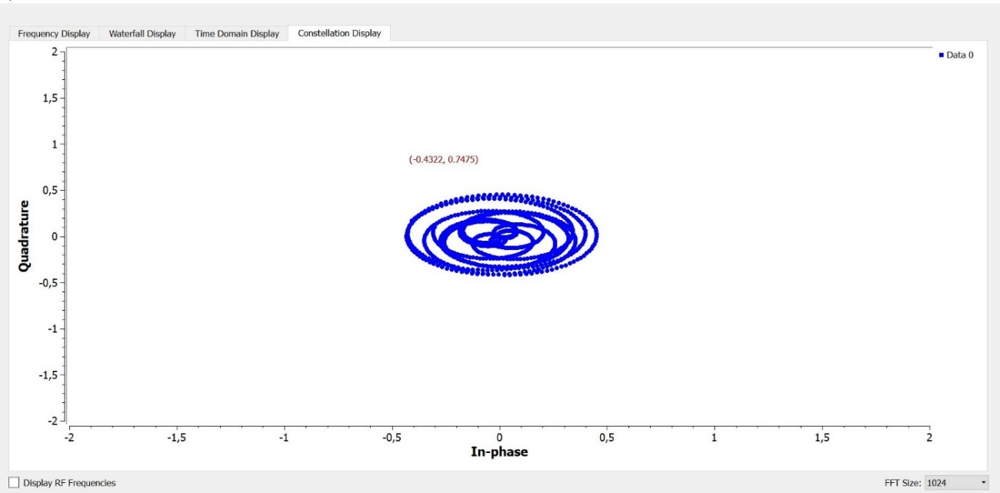 Frequency Display Waterfall Display Time Domain Display Constellation Display
Data 0
2
1,5
1
(-0.4322, 0.7475)
0,5
0
-0,5
-1
-1,5
-2
Quadrature
-2 -1,5 -1 -0,5 0 0,5 1 1,5 2
In-phase
Display RF Frequencies
FFT Size: 1024